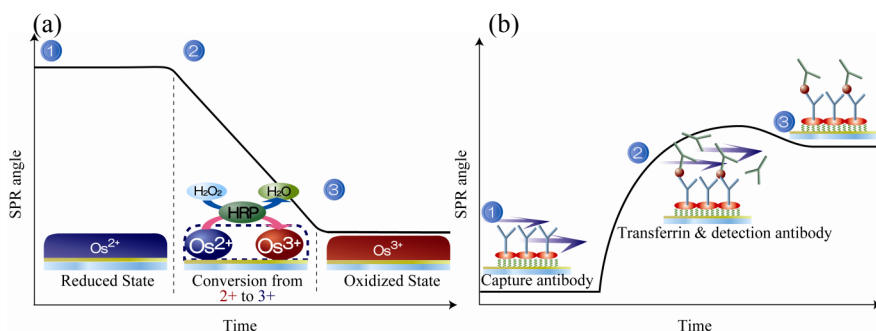 (a)
SPR angle
1
2
3
H₂O₂
H₂O
HRP
Os²⁺
Os²⁺
Os³⁺
Os³⁺
Reduced State
Conversion from
2+ to 3+
Oxidized State
Time
(b)
SPR angle
1
2
3
Capture antibody
Transferrin & detection antibody
Time